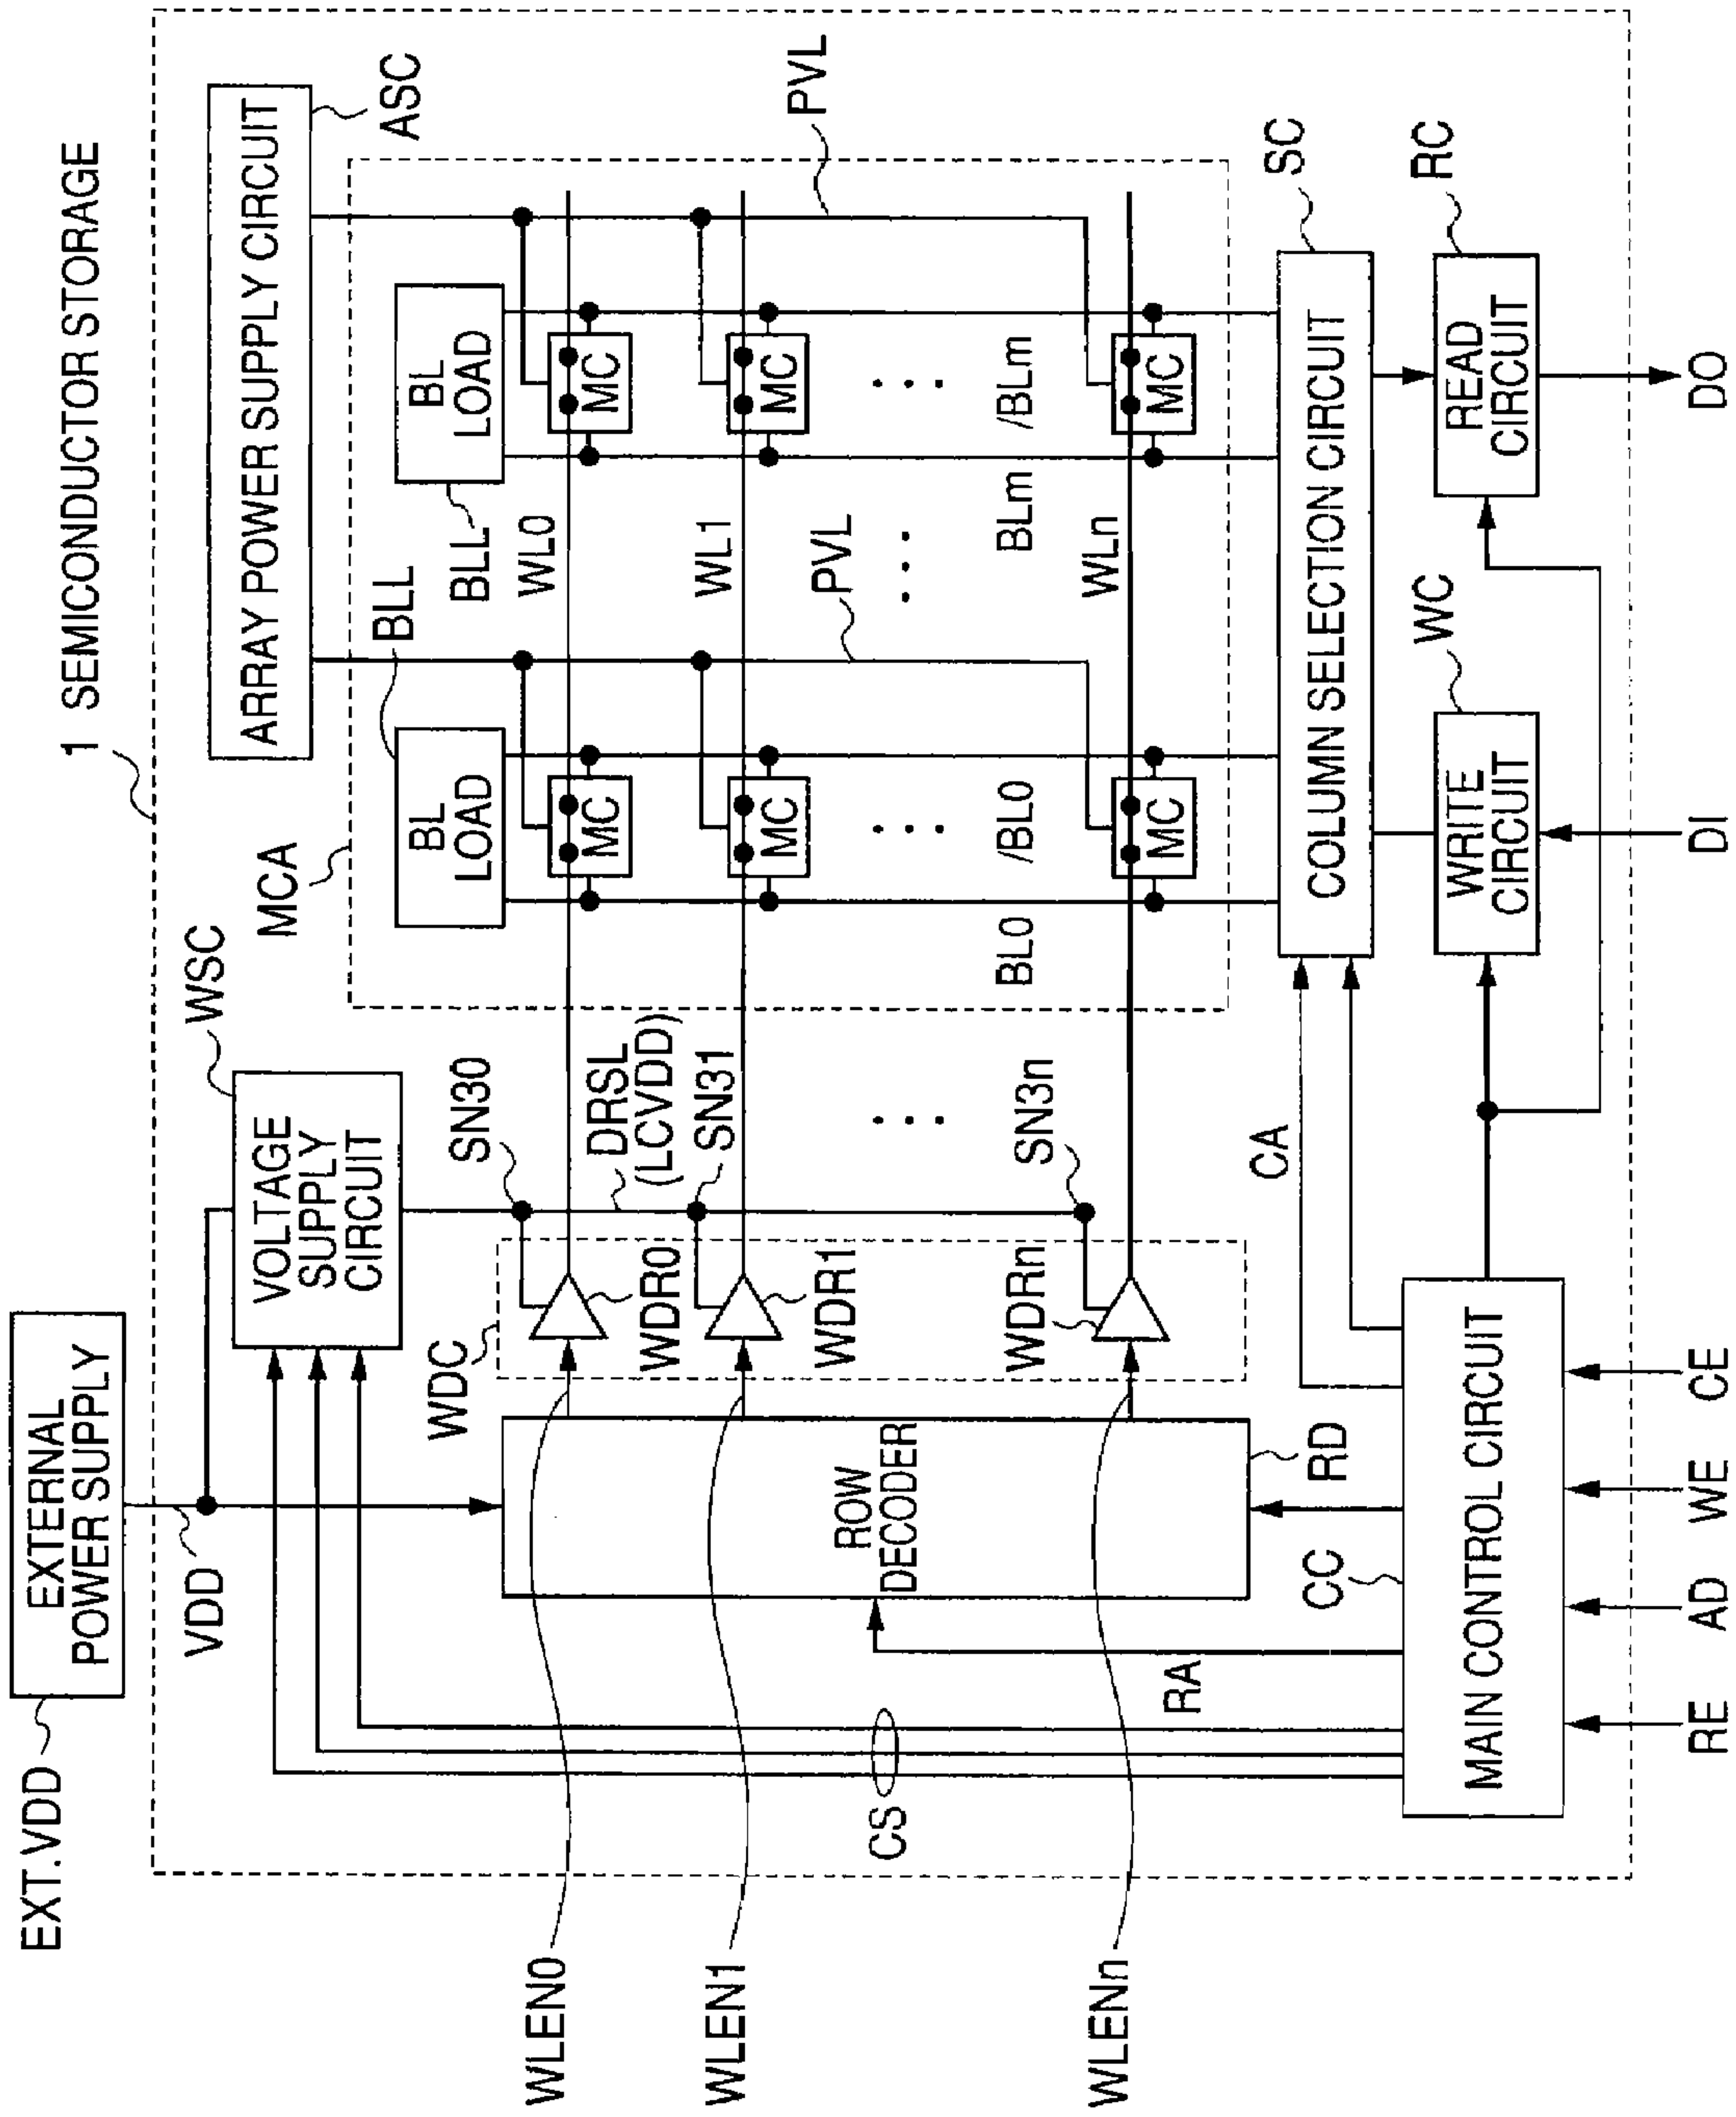 1 SEMICONDUCTOR STORAGE
EXT.VDD
EXTERNAL
POWER SUPPLY
VDD
VOLTAGE
SUPPLY
CIRCUIT
WSC
ARRAY POWER SUPPLY CIRCUIT
ASC
MCA
BL
LOAD
BLL
BL
LOAD
BLL
PVL
PVL
WLEN0
WDC
WDR0
SN30
DRSL
(LCVDD)
WL0
MC
MC
WLEN1
WDR1
SN31
WL1
MC
MC
CS
ROW
DECODER
RD
RA
BL0
/BL0
BLm
/BLm
WLENn
WDRn
SN3n
WLn
MC
MC
CA
COLUMN SELECTION CIRCUIT
SC
CC
MAIN CONTROL CIRCUIT
WRITE
CIRCUIT
WC
READ
CIRCUIT
RC
RE
AD
WE
CE
DI
DO